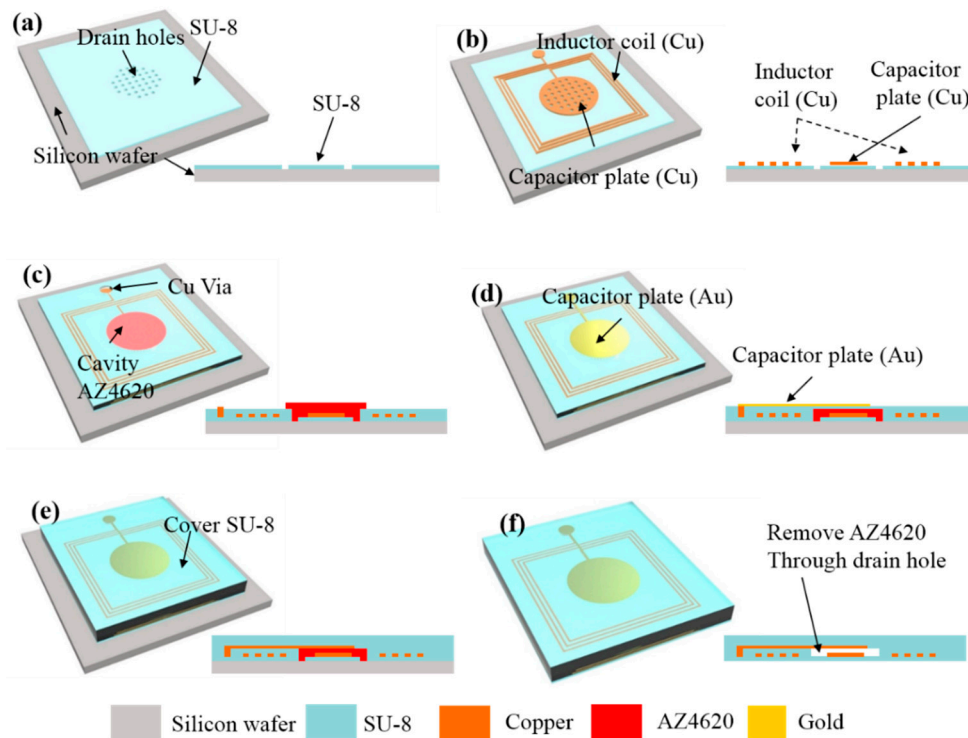 (a)
Drain holes
SU-8
SU-8
Silicon wafer
(b)
Inductor coil (Cu)
Inductor
coil (Cu)
Capacitor
plate (Cu)
Capacitor plate (Cu)
(c)
Cu Via
Cavity
AZ4620
(d)
Capacitor plate (Au)
Capacitor plate (Au)
(e)
Cover SU-8
(f)
Remove AZ4620
Through drain hole
Silicon wafer
SU-8
Copper
AZ4620
Gold